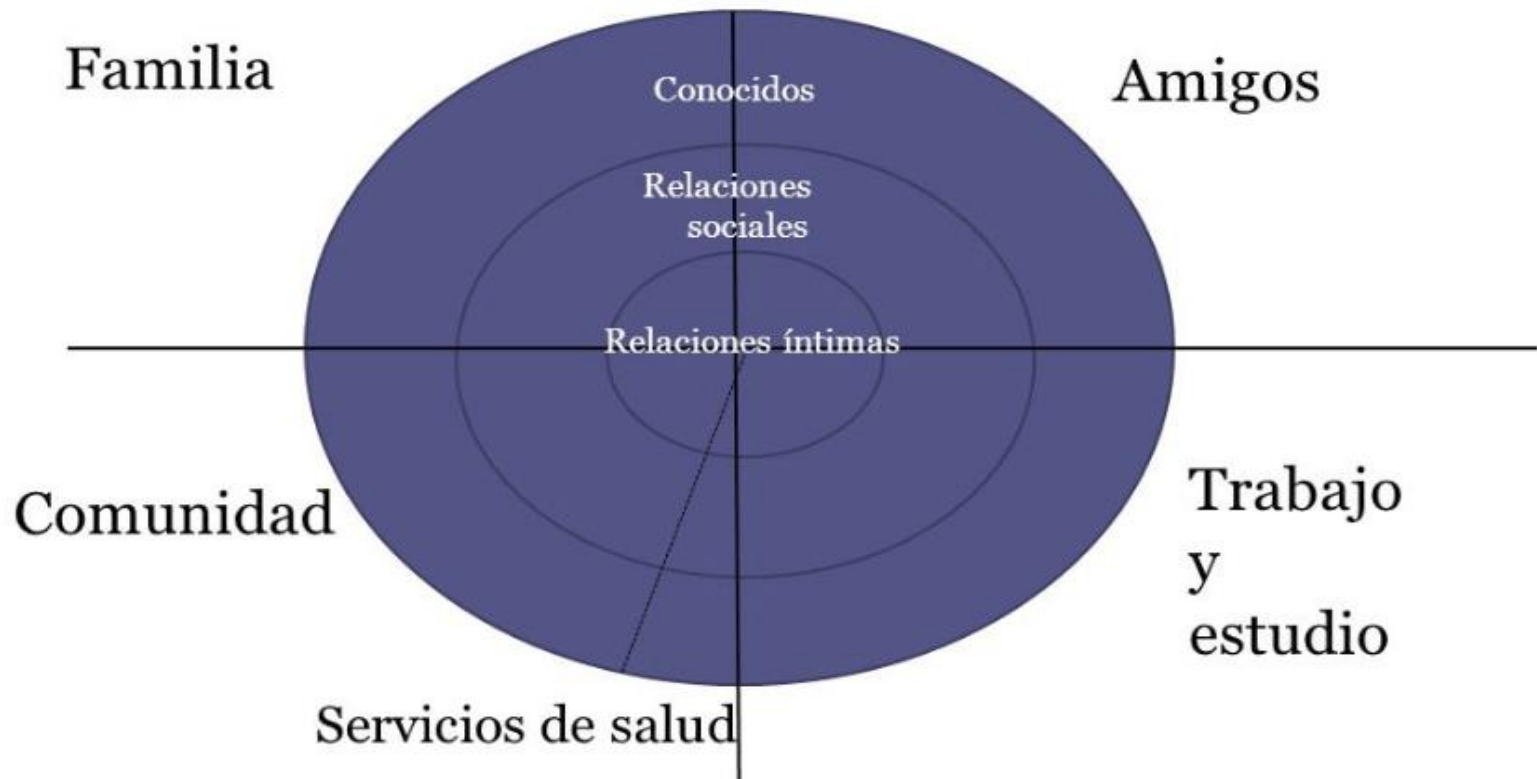 Familia
Amigos
Conocidos
Relaciones
sociales
Relaciones íntimas
Comunidad
Trabajo
y
estudio
Servicios de salud